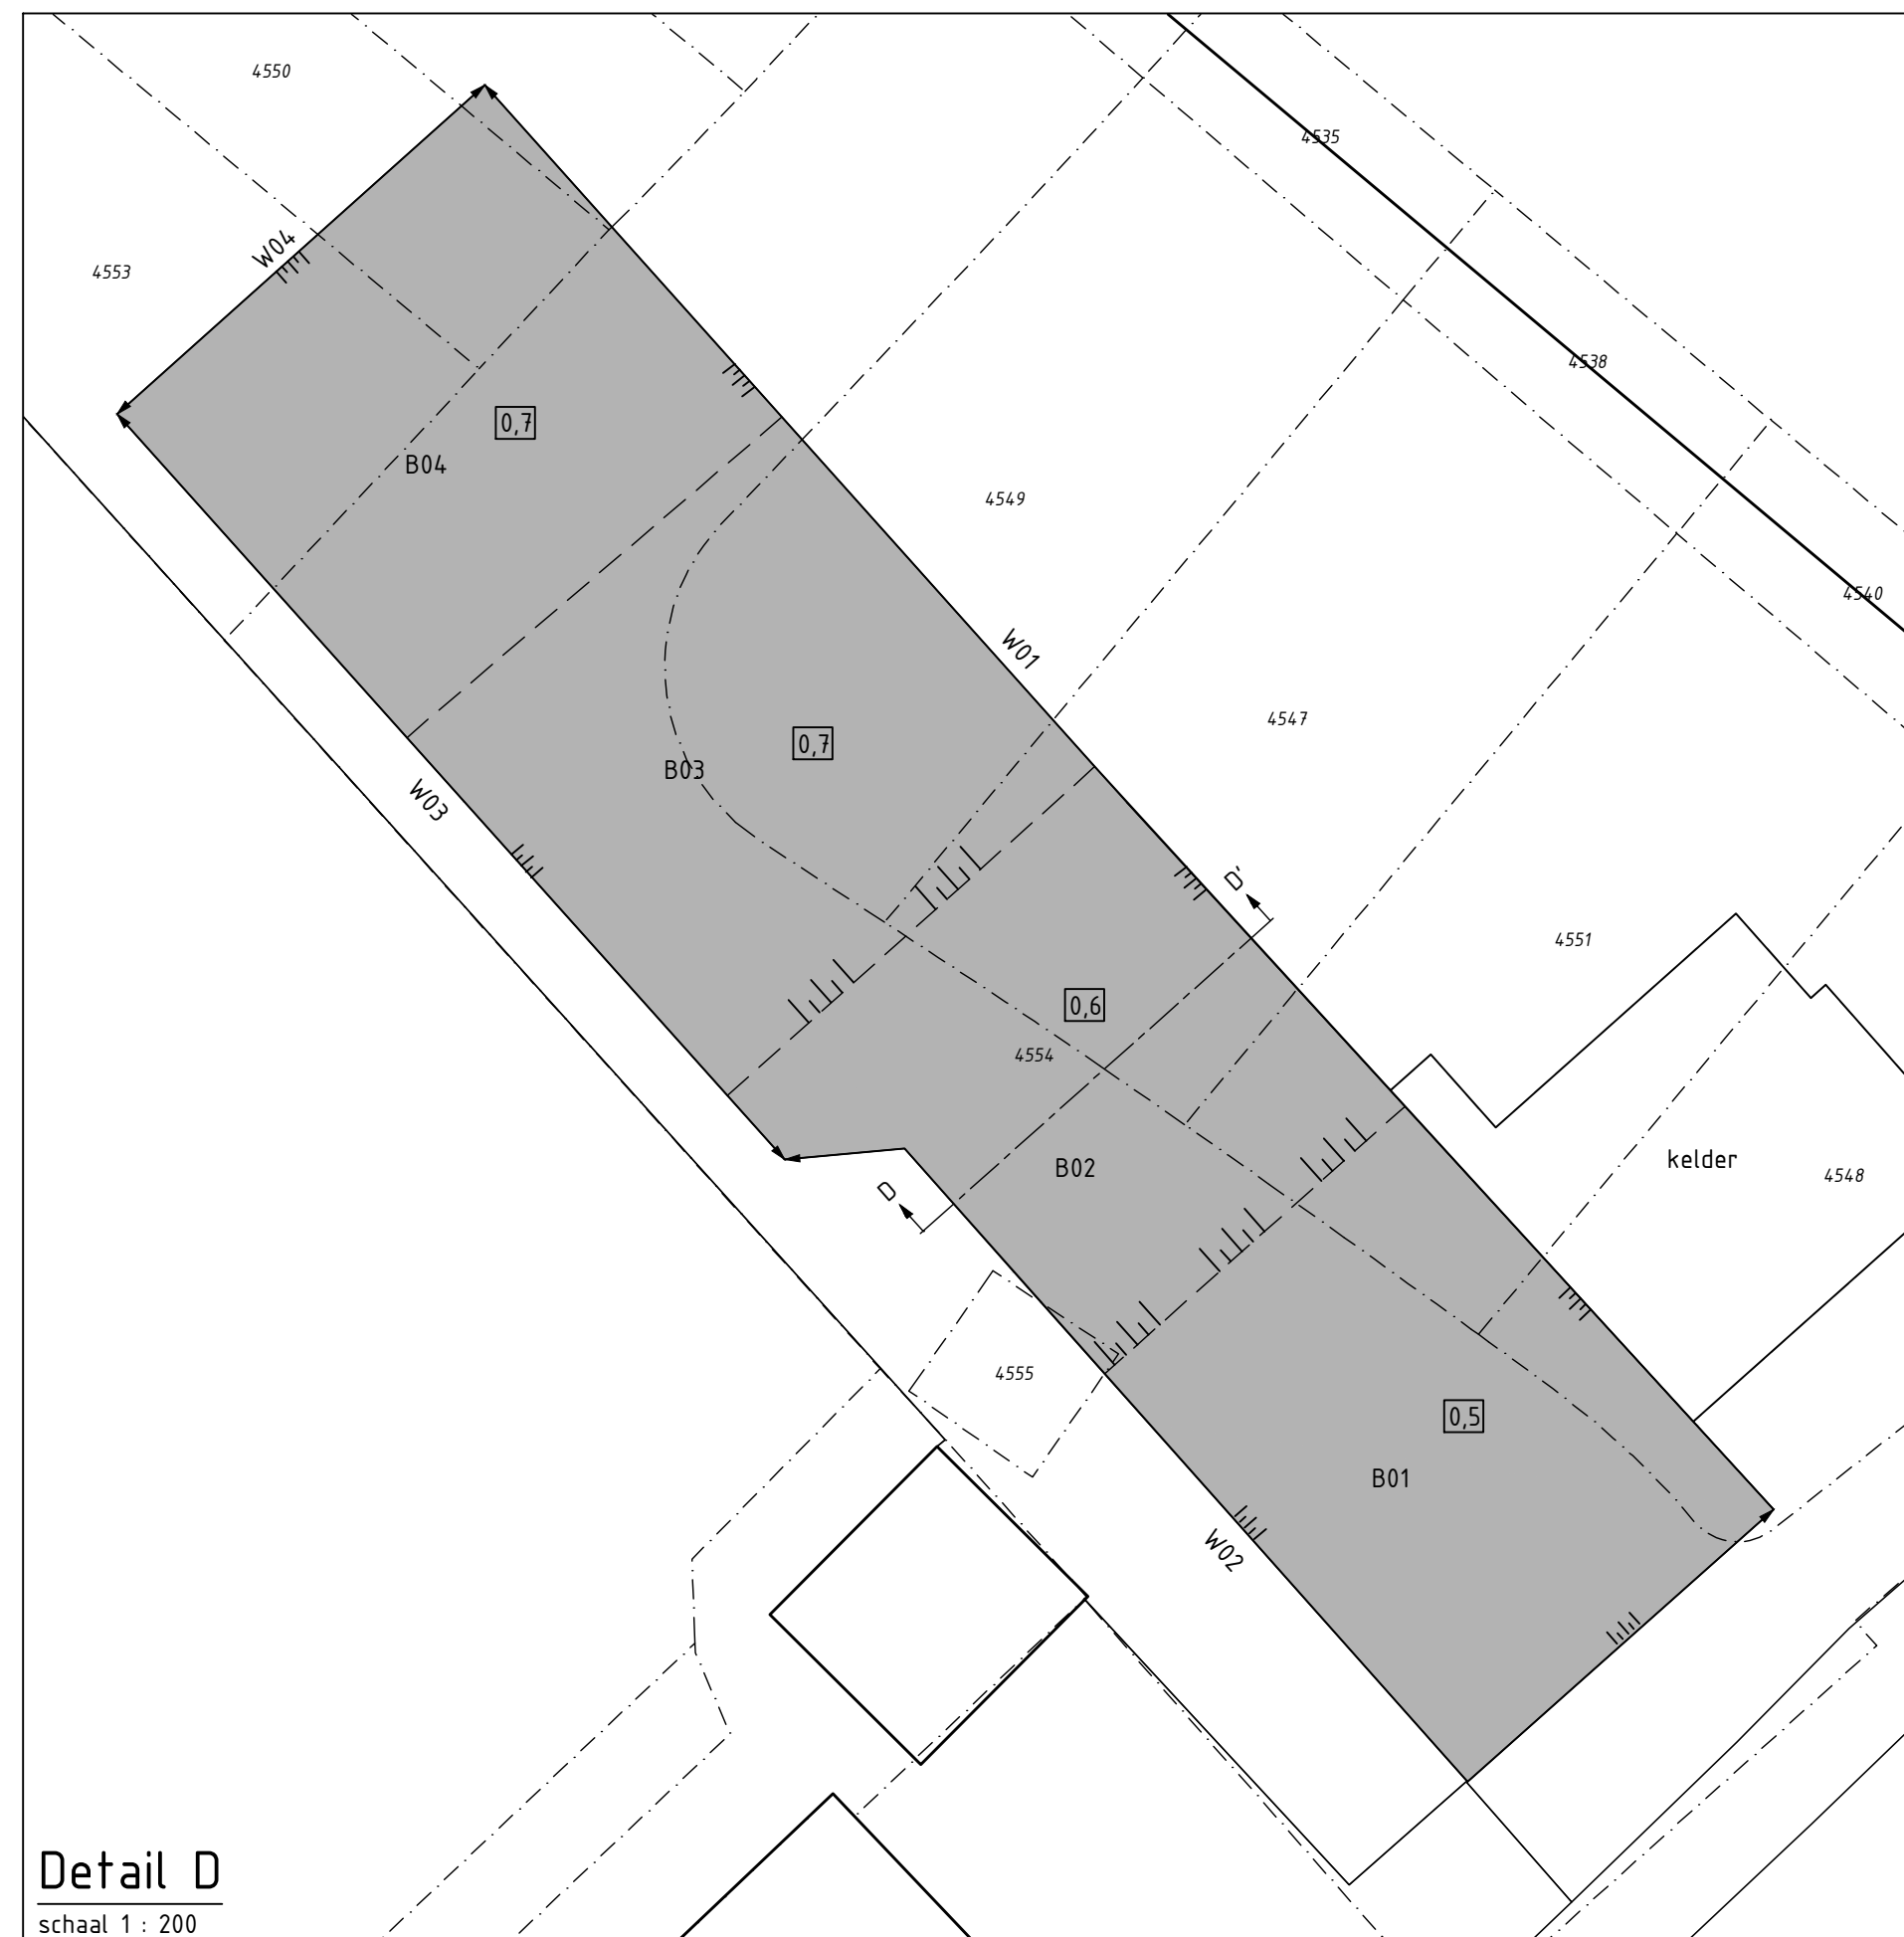 4550
4535
W04
4553
4538
0,7
B04
4549
4540
W01
4547
0,7
B03
W03
D'
4551
0,6
4554
kelder
B02
4548
D
4555
0,5
B01
W02
Detail D
schaal 1 : 200